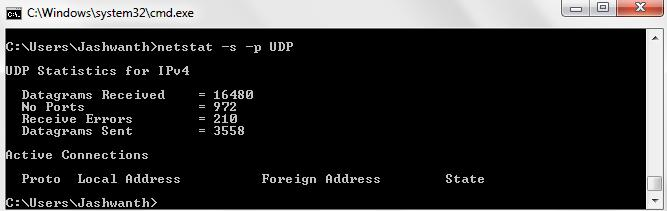 C:\Windows\system32\cmd.exe
C:\Users\Jashwanth>netstat -s -p UDP
UDP Statistics for IPv4
Datagrams Received = 16480
No Ports = 972
Receive Errors = 210
Datagrams Sent = 3558
Active Connections
Proto Local Address Foreign Address State
C:\Users\Jashwanth>